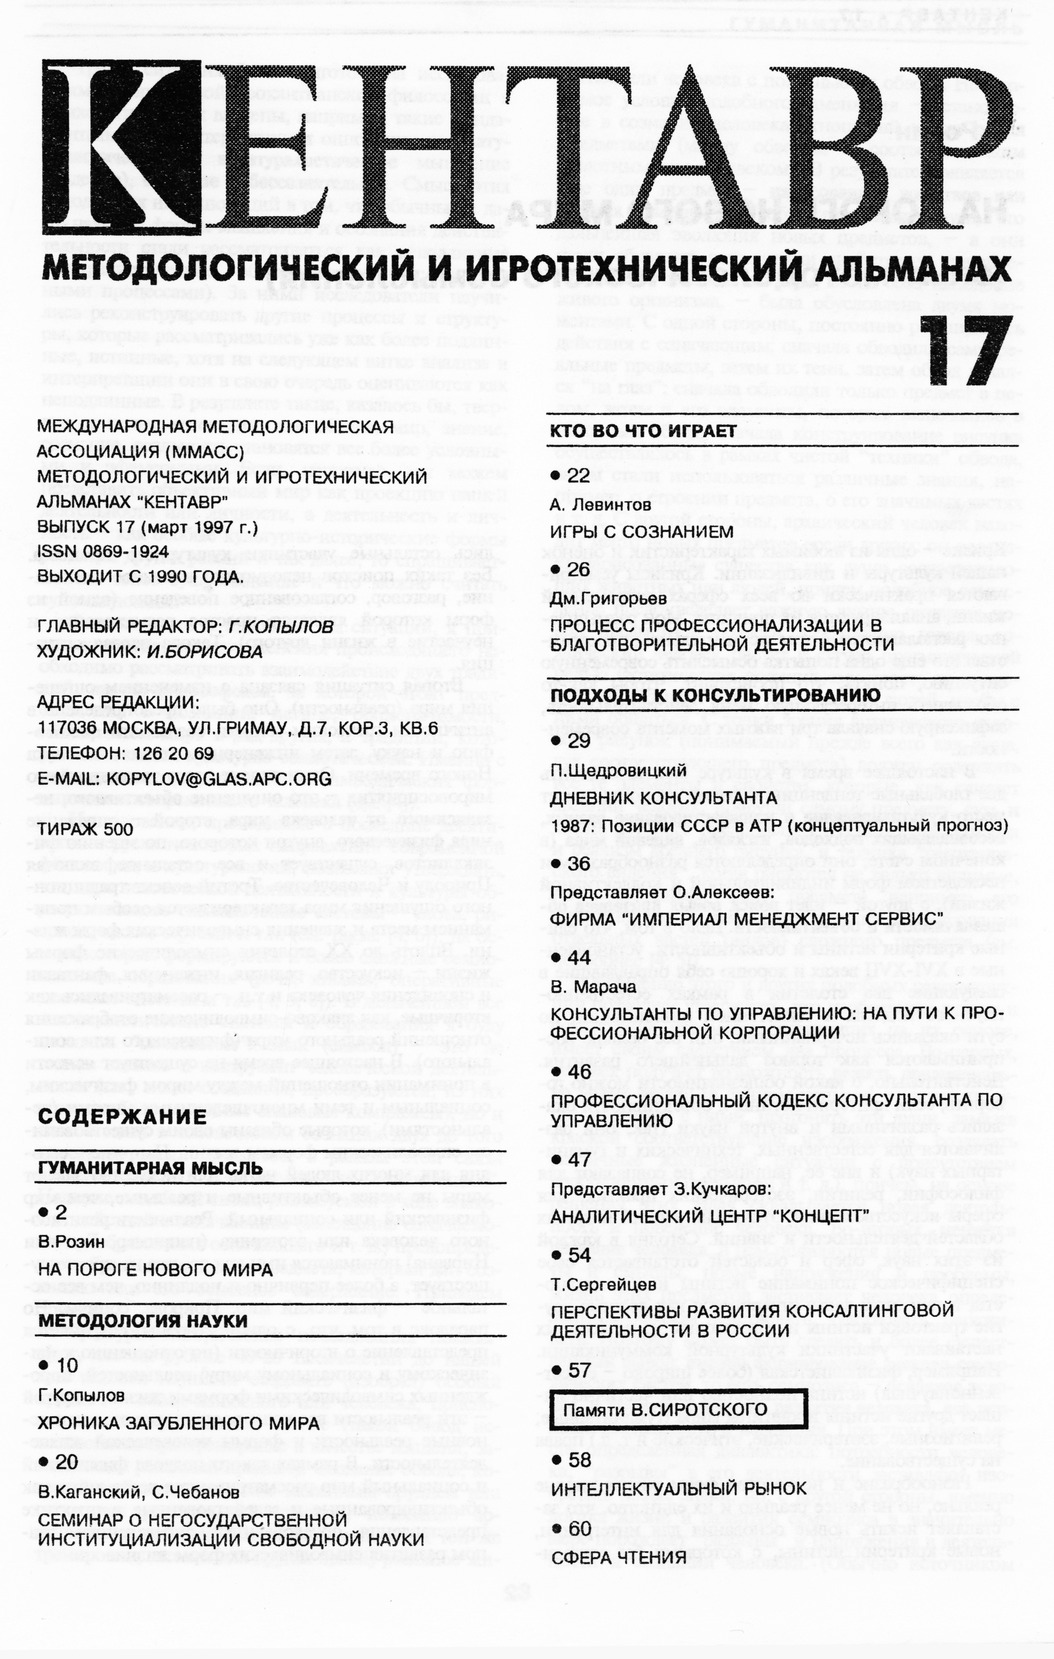 КЕНТАВР
МЕТОДОЛОГИЧЕСКИЙ И ИГРОТЕХНИЧЕСКИЙ АЛЬМАНАХ
17
МЕЖДУНАРОДНАЯ МЕТОДОЛОГИЧЕСКАЯ
АССОЦИАЦИЯ (ММАСС)
МЕТОДОЛОГИЧЕСКИЙ И ИГРОТЕХНИЧЕСКИЙ
АЛЬМАНАХ "КЕНТАВР"
ВЫПУСК 17 (март 1997 г.)
ISSN 0869-1924
ВЫХОДИТ С 1990 ГОДА.
ГЛАВНЫЙ РЕДАКТОР: Г.КОПЫЛОВ
ХУДОЖНИК: И.БОРИСОВА
АДРЕС РЕДАКЦИИ:
117036 МОСКВА, УЛ.ГРИМАУ, Д.7, КОР.3, КВ.6
ТЕЛЕФОН: 126 20 69
E-MAIL: KOPYLOV@GLAS.APC.ORG
ТИРАЖ 500
СОДЕРЖАНИЕ
ГУМАНИТАРНАЯ МЫСЛЬ
• 2
В.Розин
НА ПОРОГЕ НОВОГО МИРА
МЕТОДОЛОГИЯ НАУКИ
• 10
Г.Копылов
ХРОНИКА ЗАГУБЛЕННОГО МИРА
• 20
В.Каганский, С.Чебанов
СЕМИНАР О НЕГОСУДАРСТВЕННОЙ
ИНСТИТУЦИАЛИЗАЦИИ СВОБОДНОЙ НАУКИ
КТО ВО ЧТО ИГРАЕТ
• 22
А. Левинтов
ИГРЫ С СОЗНАНИЕМ
• 26
Дм.Григорьев
ПРОЦЕСС ПРОФЕССИОНАЛИЗАЦИИ В
БЛАГОТВОРИТЕЛЬНОЙ ДЕЯТЕЛЬНОСТИ
ПОДХОДЫ К КОНСУЛЬТИРОВАНИЮ
• 29
П.Щедровицкий
ДНЕВНИК КОНСУЛЬТАНТА
1987: Позиции СССР в АТР (концептуальный прогноз)
• 36
Представляет О.Алексеев:
ФИРМА "ИМПЕРИАЛ МЕНЕДЖМЕНТ СЕРВИС"
• 44
В. Марача
КОНСУЛЬТАНТЫ ПО УПРАВЛЕНИЮ: НА ПУТИ К ПРО-
ФЕССИОНАЛЬНОЙ КОРПОРАЦИИ
• 46
ПРОФЕССИОНАЛЬНЫЙ КОДЕКС КОНСУЛЬТАНТА ПО
УПРАВЛЕНИЮ
• 47
Представляет З.Кучкаров:
АНАЛИТИЧЕСКИЙ ЦЕНТР "КОНЦЕПТ"
• 54
Т.Сергейцев
ПЕРСПЕКТИВЫ РАЗВИТИЯ КОНСАЛТИНГОВОЙ
ДЕЯТЕЛЬНОСТИ В РОССИИ
• 57
Памяти В.СИРОТСКОГО
• 58
ИНТЕЛЛЕКТУАЛЬНЫЙ РЫНОК
• 60
СФЕРА ЧТЕНИЯ